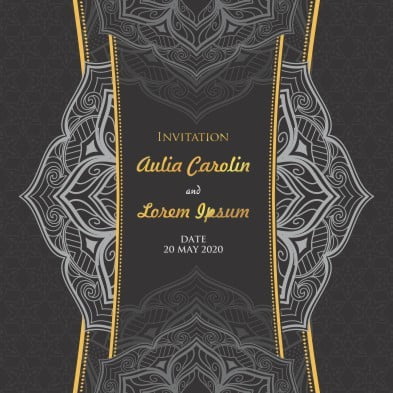 INVITATION
Aulia Carolin
and
Lorem Ipsum
DATE
20 MAY 2020